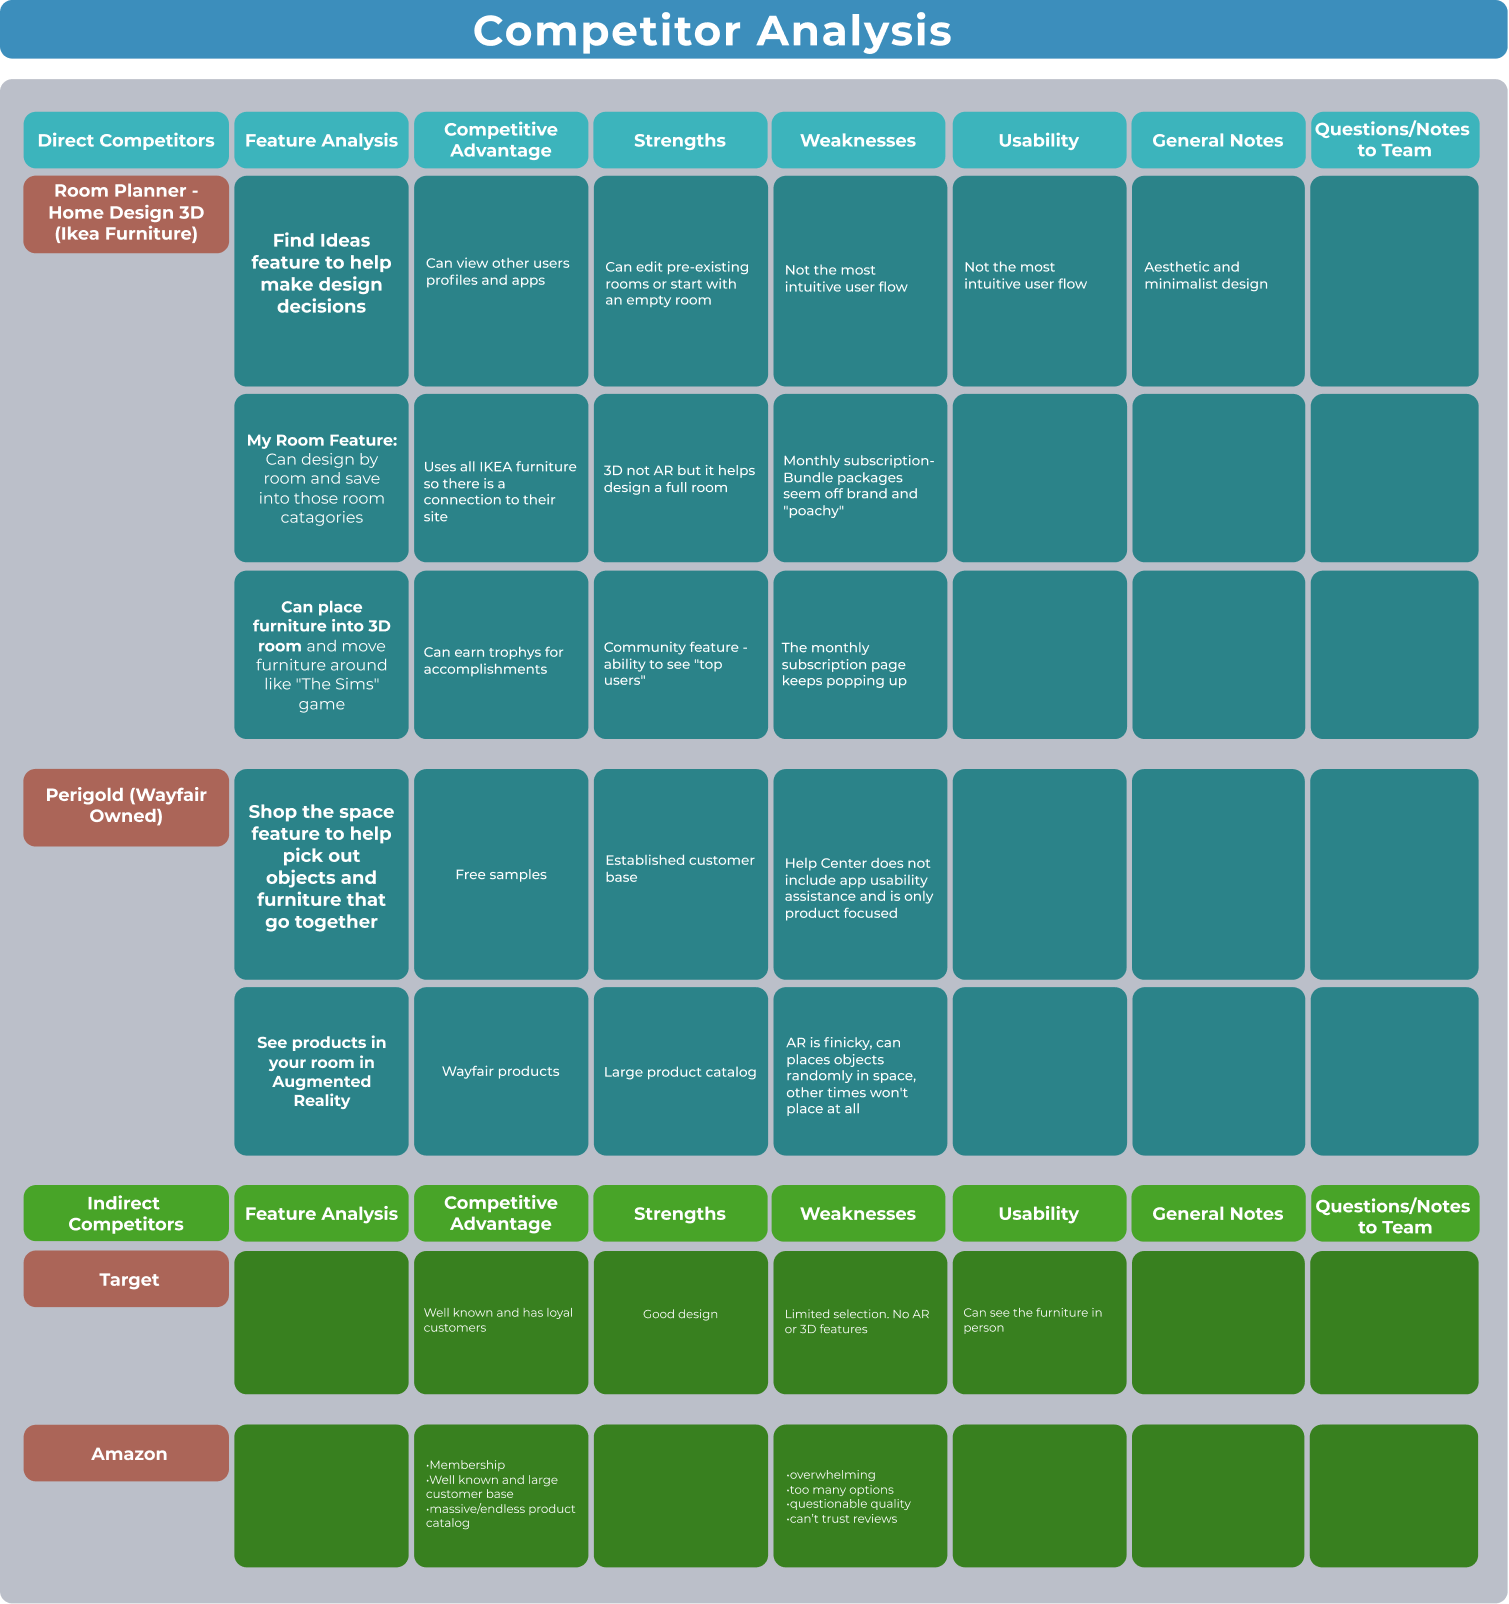 Competitor Analysis
Direct Competitors
Feature Analysis
Competitive
Advantage
Strengths
Weaknesses
Usability
General Notes
Questions/Notes
to Team
Room Planner -
Home Design 3D
(Ikea Furniture)
Find Ideas
feature to help
make design
decisions
Can view other users
profiles and apps
Can edit pre-existing
rooms or start with
an empty room
Not the most
intuitive user flow
Not the most
intuitive user flow
Aesthetic and
minimalist design
My Room Feature:
Can design by
room and save
into those room
catagories
Uses all IKEA furniture
so there is a
connection to their
site
3D not AR but it helps
design a full room
Monthly subscription-
Bundle packages
seem off brand and
"poachy"
Can place
furniture into 3D
room and move
furniture around
like "The Sims"
game
Can earn trophys for
accomplishments
Community feature -
ability to see "top
users"
The monthly
subscription page
keeps popping up
Perigold (Wayfair
Owned)
Shop the space
feature to help
pick out
objects and
furniture that
go together
Free samples
Established customer
base
Help Center does not
include app usability
assistance and is only
product focused
See products in
your room in
Augmented
Reality
Wayfair products
Large product catalog
AR is finicky, can
places objects
randomly in space,
other times won't
place at all
Indirect
Competitors
Feature Analysis
Competitive
Advantage
Strengths
Weaknesses
Usability
General Notes
Questions/Notes
to Team
Target
Well known and has loyal
customers
Good design
Limited selection. No AR
or 3D features
Can see the furniture in
person
Amazon
•Membership
•Well known and large
customer base
•massive/endless product
catalog
•overwhelming
•too many options
•questionable quality
•can't trust reviews